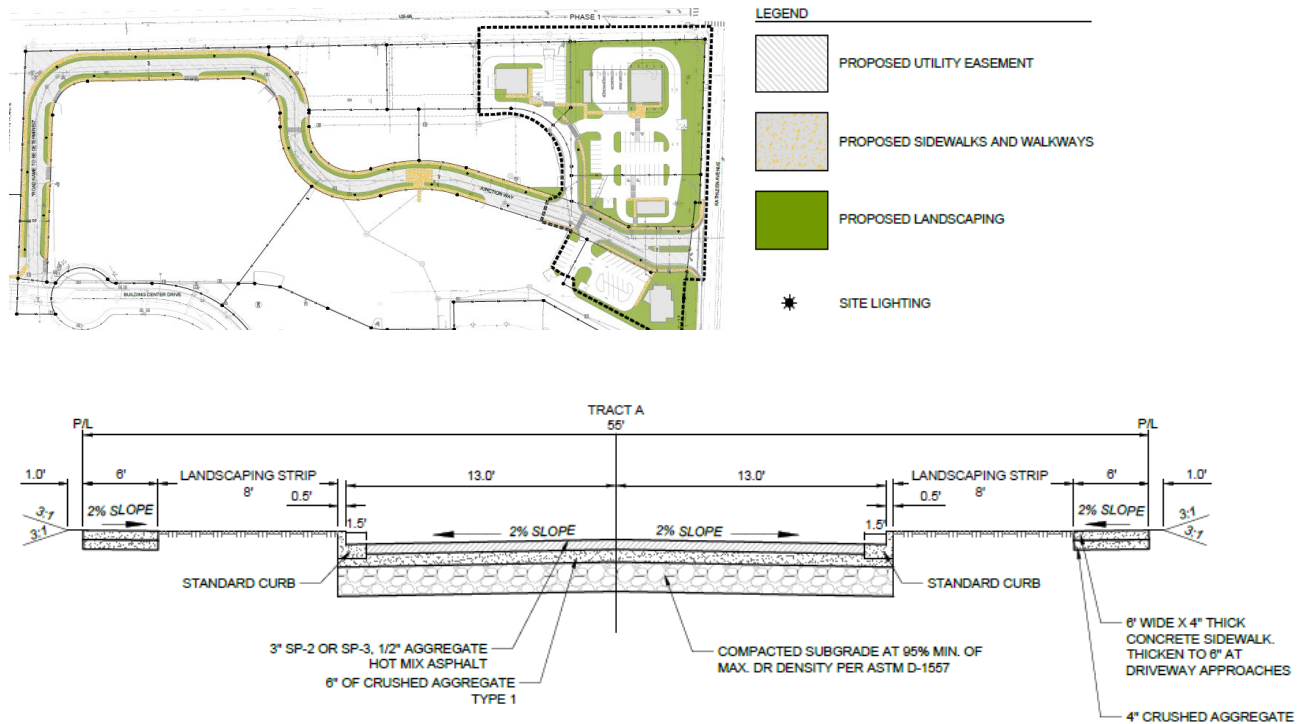 US-95
PHASE 1
LEGEND
PROPOSED UTILITY EASEMENT
PROPOSED SIDEWALKS AND WALKWAYS
PROPOSED LANDSCAPING
SITE LIGHTING
JUNCTION WAY
KATHLEEN AVENUE
BUILDING CENTER DRIVE
TRACT A
P/L 55' P/L
1.0' 6' LANDSCAPING STRIP 13.0' 13.0' LANDSCAPING STRIP 6' 1.0'
8' 0.5' 0.5' 8'
3:1 2% SLOPE 1.5' 2% SLOPE 2% SLOPE 1.5' 2% SLOPE 3:1
3:1 3:1
STANDARD CURB STANDARD CURB
3" SP-2 OR SP-3, 1/2" AGGREGATE
HOT MIX ASPHALT
6" OF CRUSHED AGGREGATE
TYPE 1
COMPACTED SUBGRADE AT 95% MIN. OF
MAX. DR DENSITY PER ASTM D-1557
6' WIDE X 4" THICK
CONCRETE SIDEWALK.
THICKEN TO 6" AT
DRIVEWAY APPROACHES
4" CRUSHED AGGREGATE